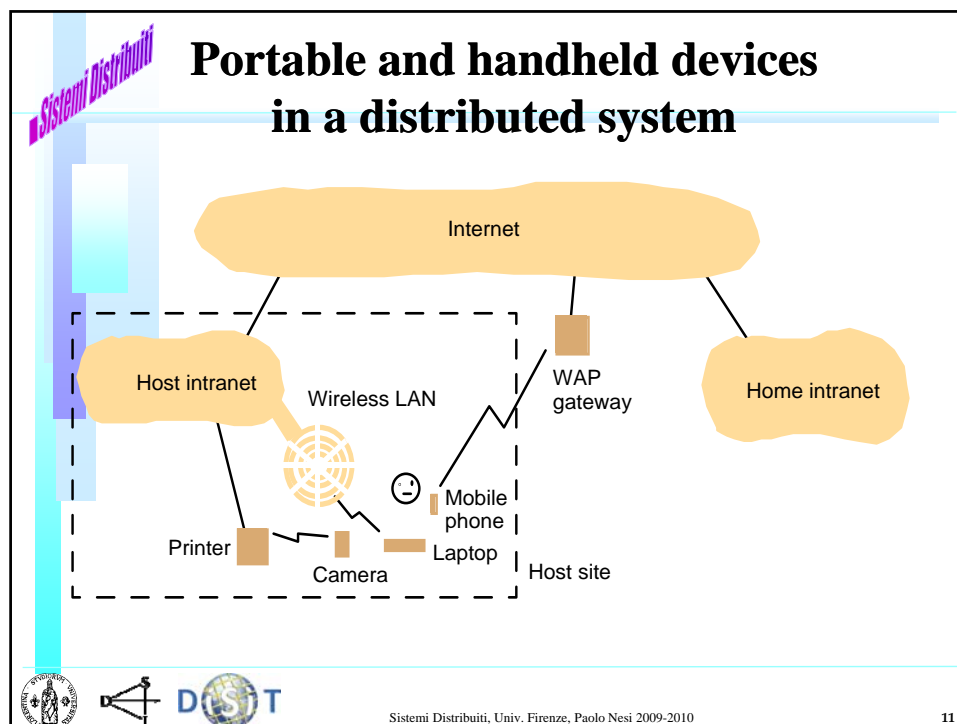 Sistemi Distribuiti
Portable and handheld devices
in a distributed system
Internet
Host intranet
Wireless LAN
WAP
gateway
Home intranet
Mobile
phone
Printer
Laptop
Camera
Host site
DISIT
Sistemi Distribuiti, Univ. Firenze, Paolo Nesi 2009-2010
11